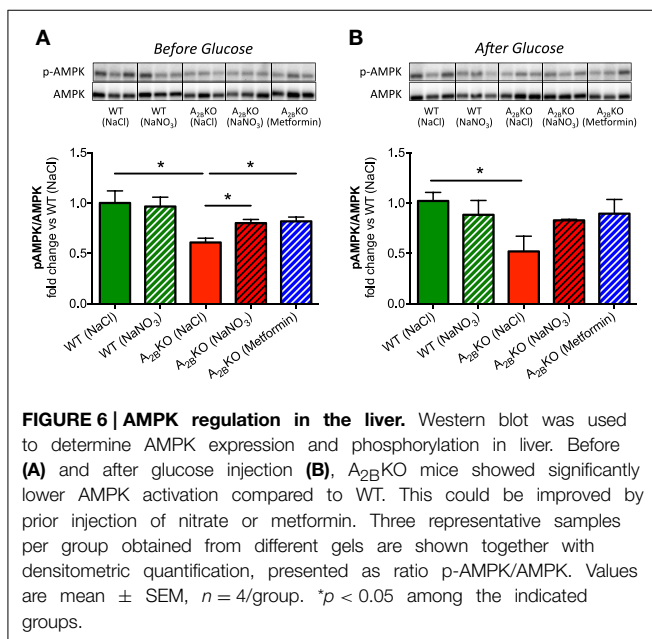 A
Before Glucose
p-AMPK
AMPK
WT (NaCl)
WT (NaNO₃)
A₂BKO (NaCl)
A₂BKO (NaNO₃)
A₂BKO (Metformin)
* *
*
pAMPK/AMPK
fold change vs WT (NaCl)
1.5
1.0
0.5
0.0
WT (NaCl)
WT (NaNO₃)
A₂BKO (NaCl)
A₂BKO (NaNO₃)
A₂BKO (Metformin)
B
After Glucose
p-AMPK
AMPK
WT (NaCl)
WT (NaNO₃)
A₂BKO (NaCl)
A₂BKO (NaNO₃)
A₂BKO (Metformin)
*
pAMPK/AMPK
fold change vs WT (NaCl)
1.5
1.0
0.5
0.0
WT (NaCl)
WT (NaNO₃)
A₂BKO (NaCl)
A₂BKO (NaNO₃)
A₂BKO (Metformin)
FIGURE 6 | AMPK regulation in the liver. Western blot was used
to determine AMPK expression and phosphorylation in liver. Before
(A) and after glucose injection (B), A₂BKO mice showed significantly
lower AMPK activation compared to WT. This could be improved by
prior injection of nitrate or metformin. Three representative samples
per group obtained from different gels are shown together with
densitometric quantification, presented as ratio p-AMPK/AMPK. Values
are mean ± SEM, n = 4/group. *p < 0.05 among the indicated
groups.